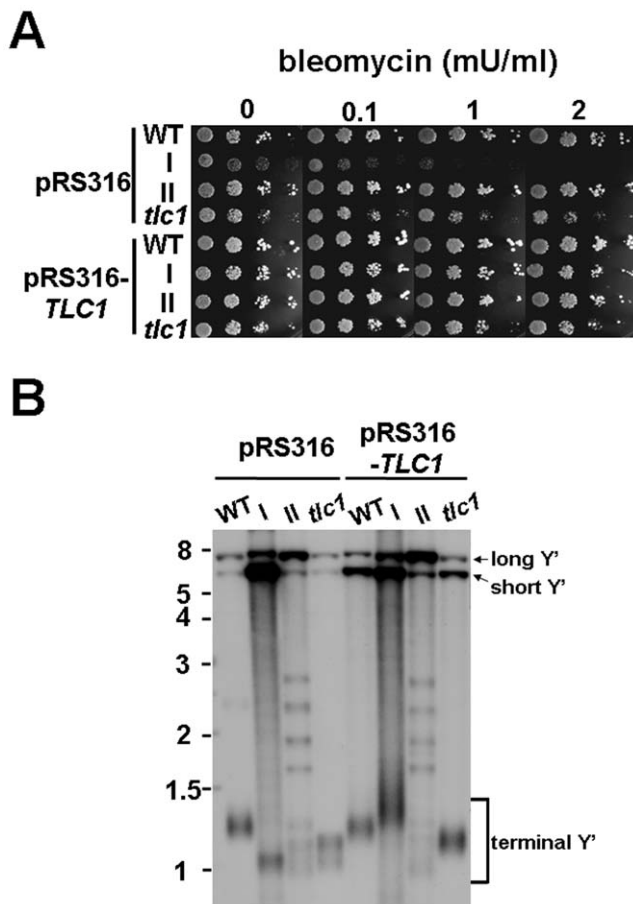 A
bleomycin (mU/ml)
0 0.1 1 2
pRS316
WT
I
II
tlc1
pRS316-
TLC1
WT
I
II
tlc1
B
pRS316
pRS316
-TLC1
WT I II tlc1 WT I II tlc1
8
long Y'
short Y'
5
4
3
2
1.5
terminal Y'
1